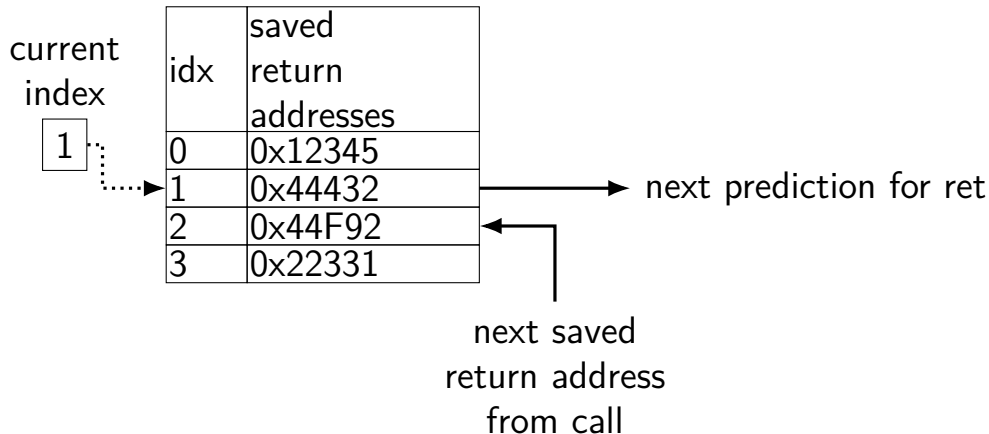 current
index
1
idx
saved
return
addresses
0 0x12345
1 0x44432
2 0x44F92
3 0x22331
next prediction for ret
next saved
return address
from call